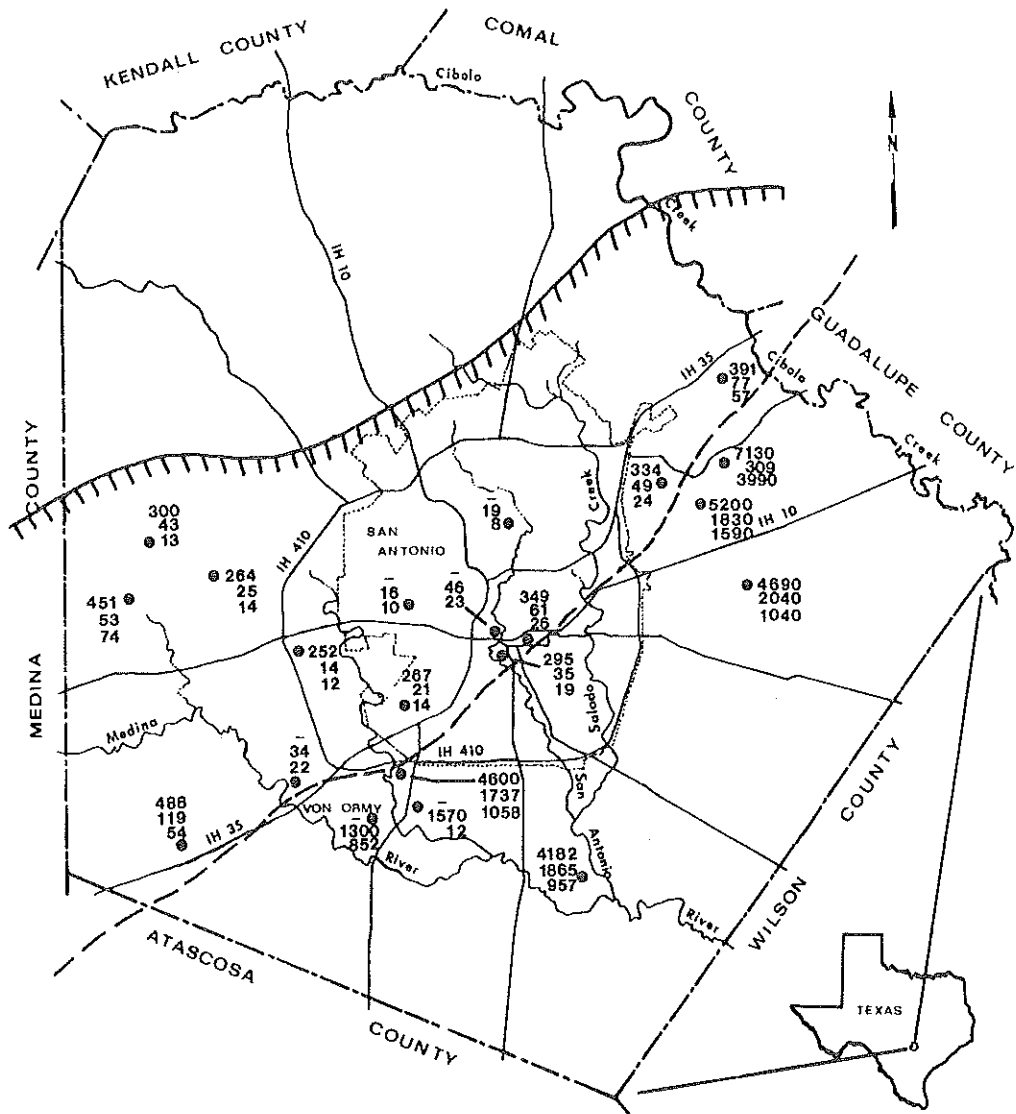 KENDALL COUNTY
COMAL
Cibolo
COUNTY
N
Creek
IH 10
GUADALUPE COUNTY
IH 35
Cibolo
Creek
391
77
57
7130
309
3990
334
49
24
5200
1830
1590
IH 10
COUNTY
MEDINA
300
43
13
IH 410
SAN
ANTONIO
–
19
8
Creek
264
25
14
451
53
74
–
16
10
–
46
23
349
61
26
4690
2040
1040
252
14
12
267
21
14
295
35
19
Salapo
Medina
–
34
22
IH 410
San
4600
1737
1058
COUNTY
488
119
54
IH 35
VON ORMY
–
1300
852
–
1570
12
River
4182
1865
957
Antonio
River
WILSON
ATASCOSA
COUNTY
TEXAS